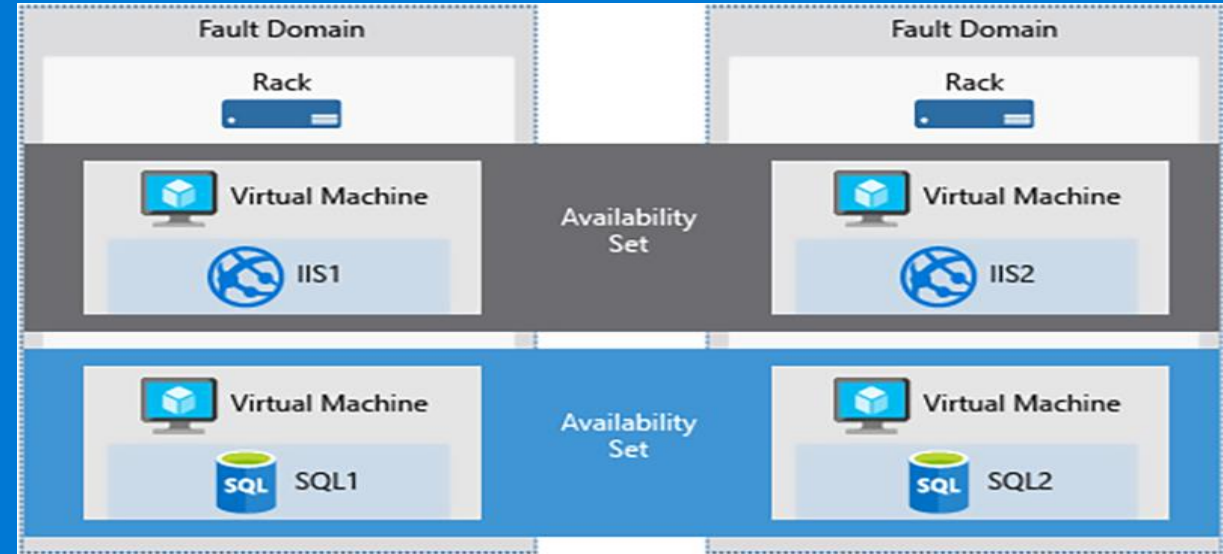 Fault Domain
Fault Domain
Rack
Rack
Virtual Machine
Availability
Set
Virtual Machine
IIS1
IIS2
Virtual Machine
Availability
Set
Virtual Machine
SQL
SQL1
SQL
SQL2